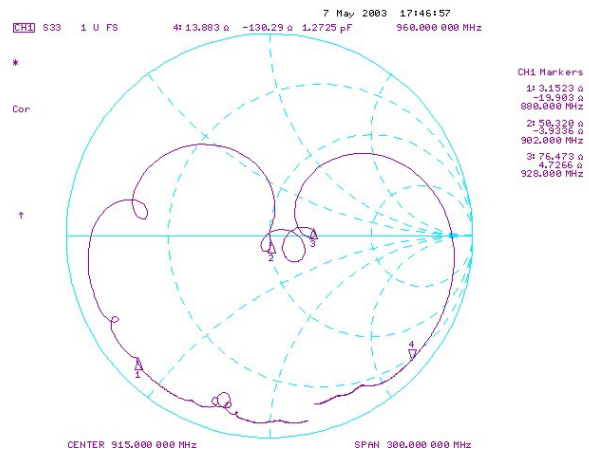 7 May 2003 17:46:57
CH1 S33 1 U FS 4: 13.883 Ω -130.29 Ω 1.2725 pF 960.000 000 MHz
*
CH1 Markers
1: 3.1523 Ω
-19.903 Ω
880.000 MHz
Cor
2: 50.320 Ω
-3.9336 Ω
902.000 MHz
3: 76.473 Ω
4.7266 Ω
928.000 MHz
↑
3
2
4
1
CENTER 915.000 000 MHz SPAN 300.000 000 MHz